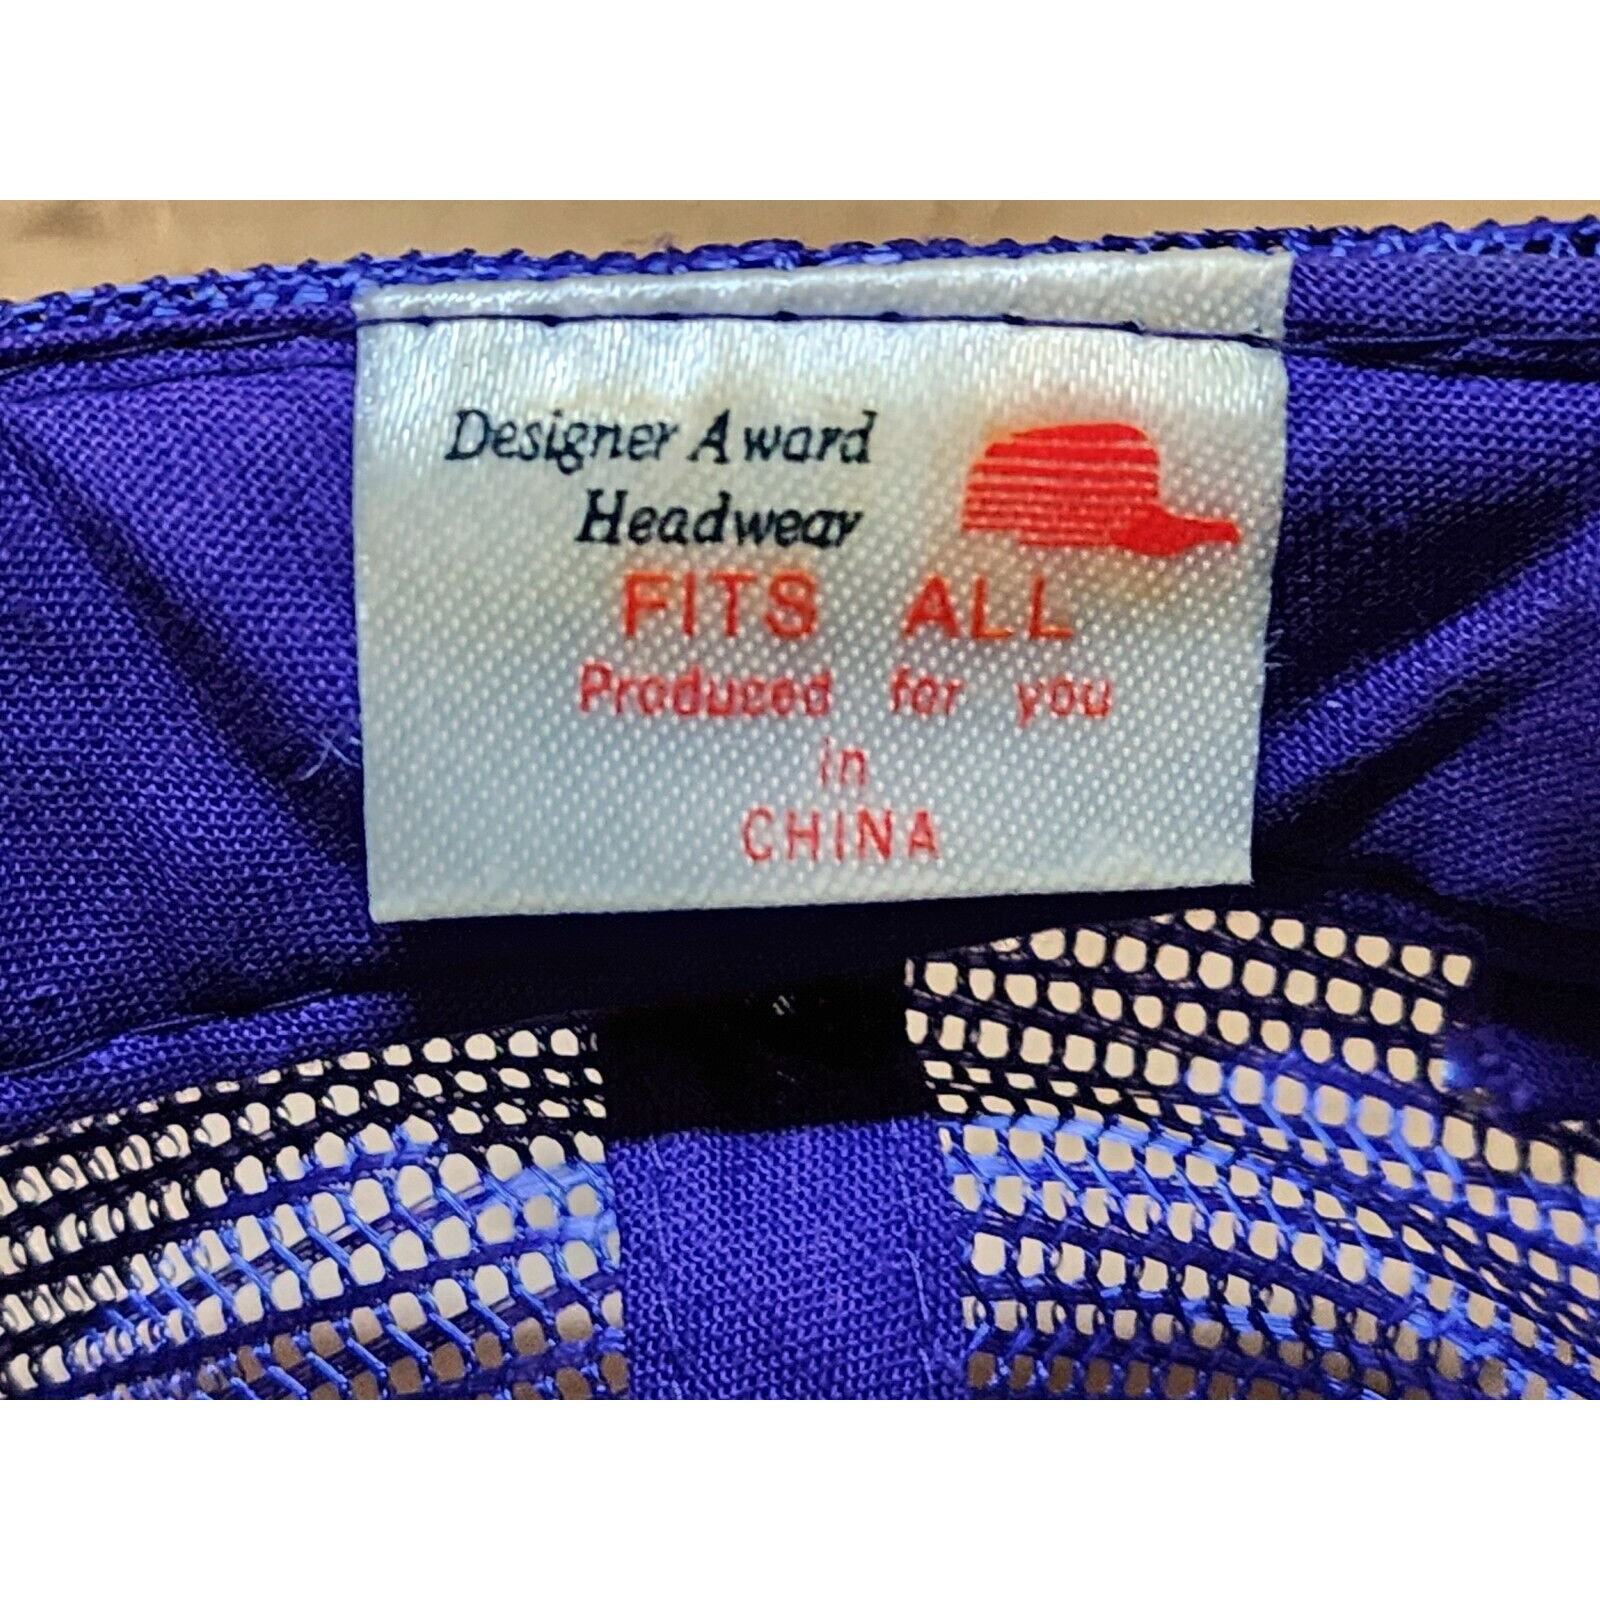 Designer Award
Headwear
FITS ALL
Produced for you
in
CHINA